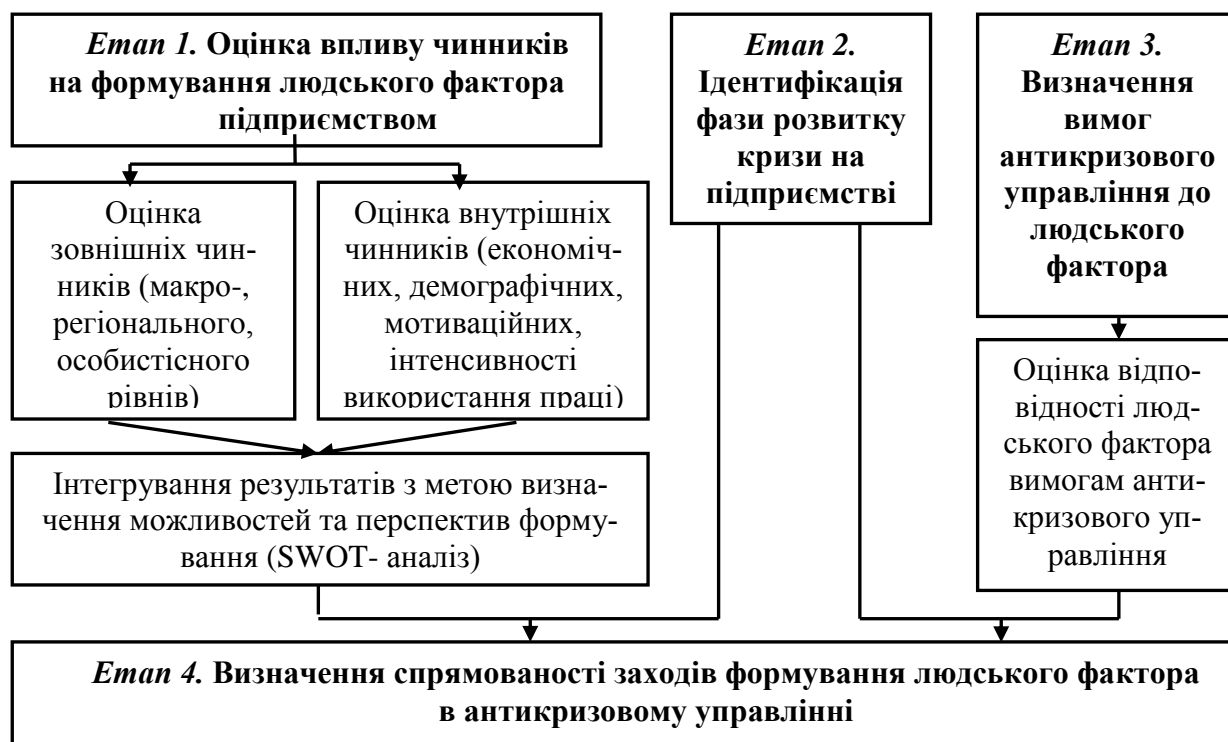 Етап 1. Оцінка впливу чинників
на формування людського фактора
підприємством
Оцінка
зовнішніх чин-
ників (макро-,
регіонального,
особистісного
рівнів)
Оцінка внутрішніх
чинників (економіч-
них, демографічних,
мотиваційних,
інтенсивності
використання праці)
Інтегрування результатів з метою визна-
чення можливостей та перспектив форму-
вання (SWOT- аналіз)
Етап 2.
Ідентифікація
фази розвитку
кризи на
підприємстві
Етап 3.
Визначення
вимог
антикризового
управління до
людського
фактора
Оцінка відпо-
відності люд-
ського фактора
вимогам анти-
кризового уп-
равління
Етап 4. Визначення спрямованості заходів формування людського фактора
в антикризовому управлінні